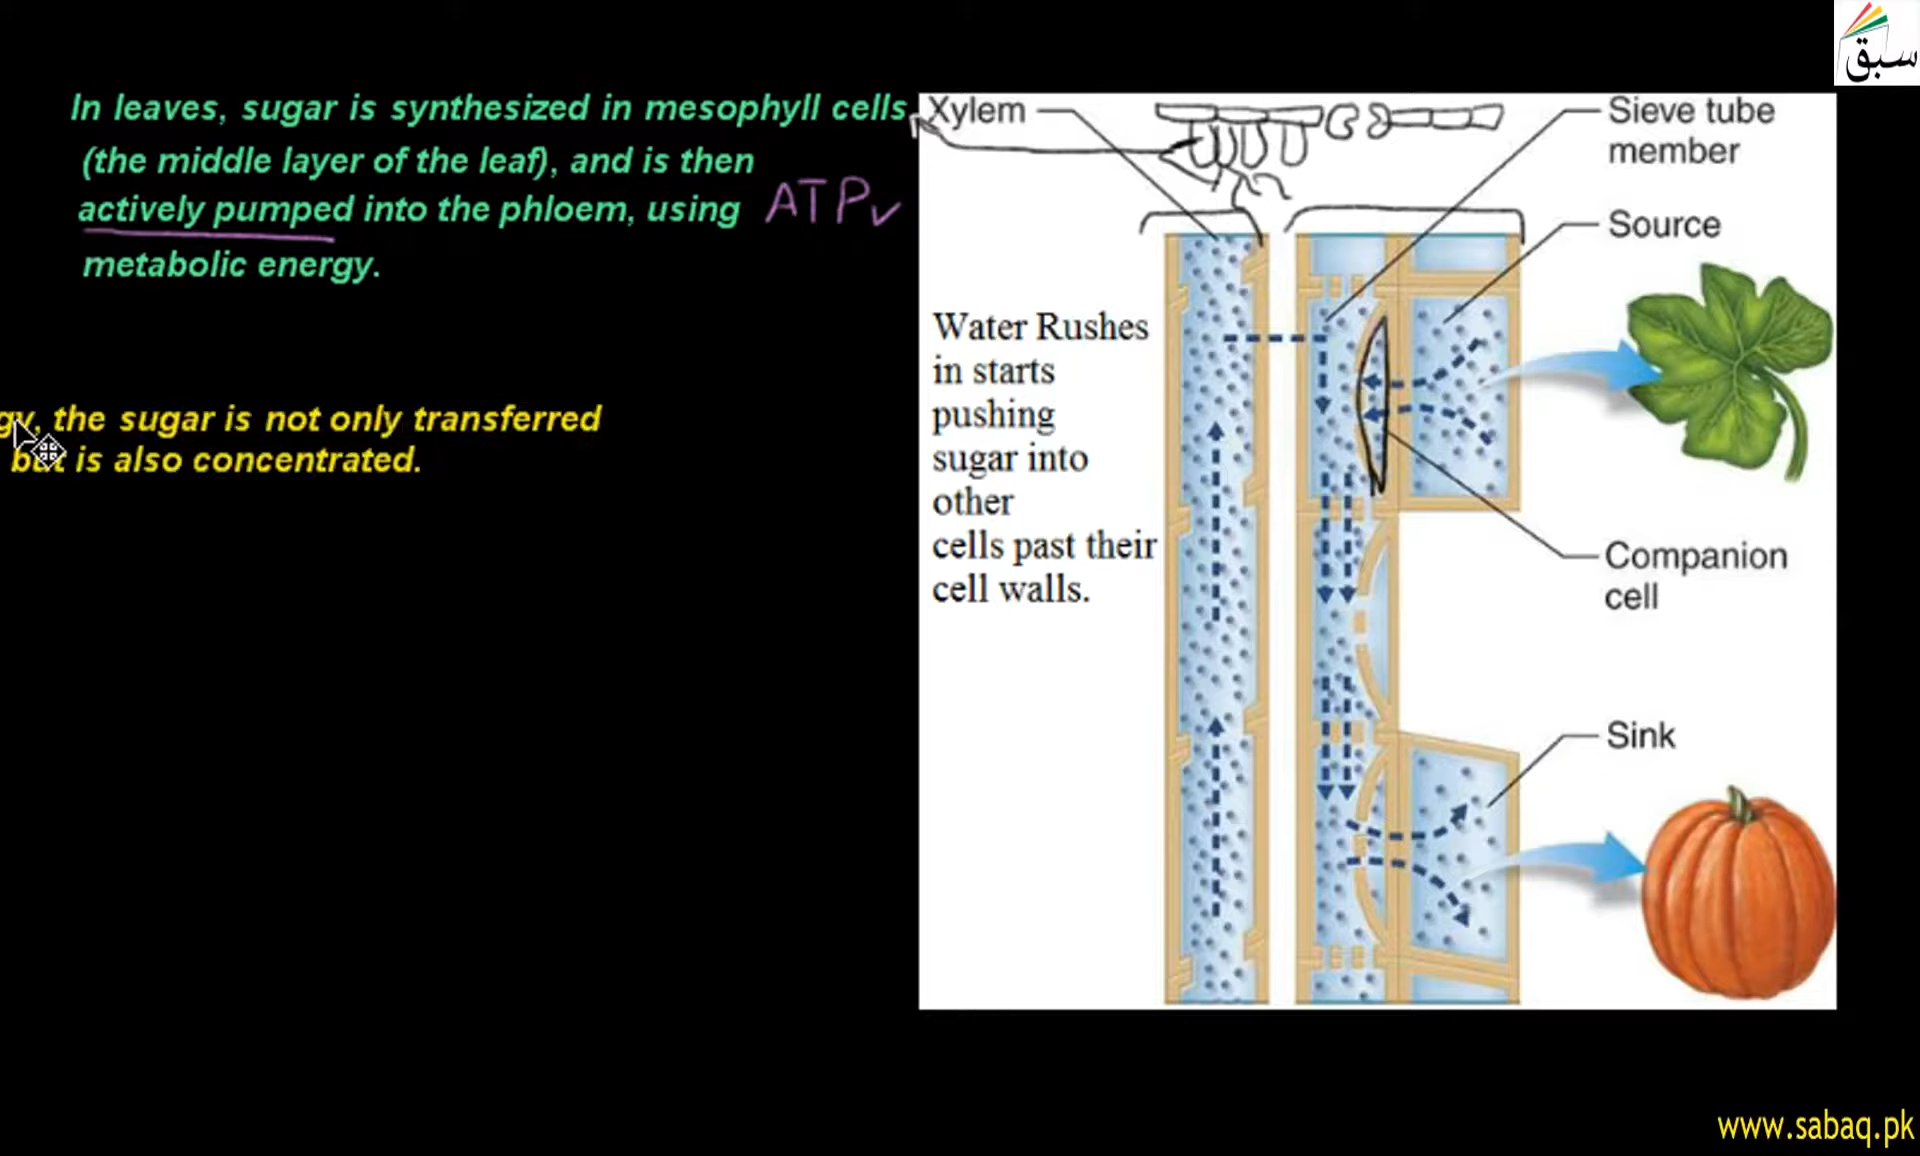 سبق
In leaves, sugar is synthesized in mesophyll cells
(the middle layer of the leaf), and is then
actively pumped into the phloem, using ATP
metabolic energy.
the sugar is not only transferred
but is also concentrated.
Xylem
Sieve tube
member
Source
Water Rushes
in starts
pushing
sugar into
other
cells past their
cell walls.
Companion
cell
Sink
www.sabaq.pk